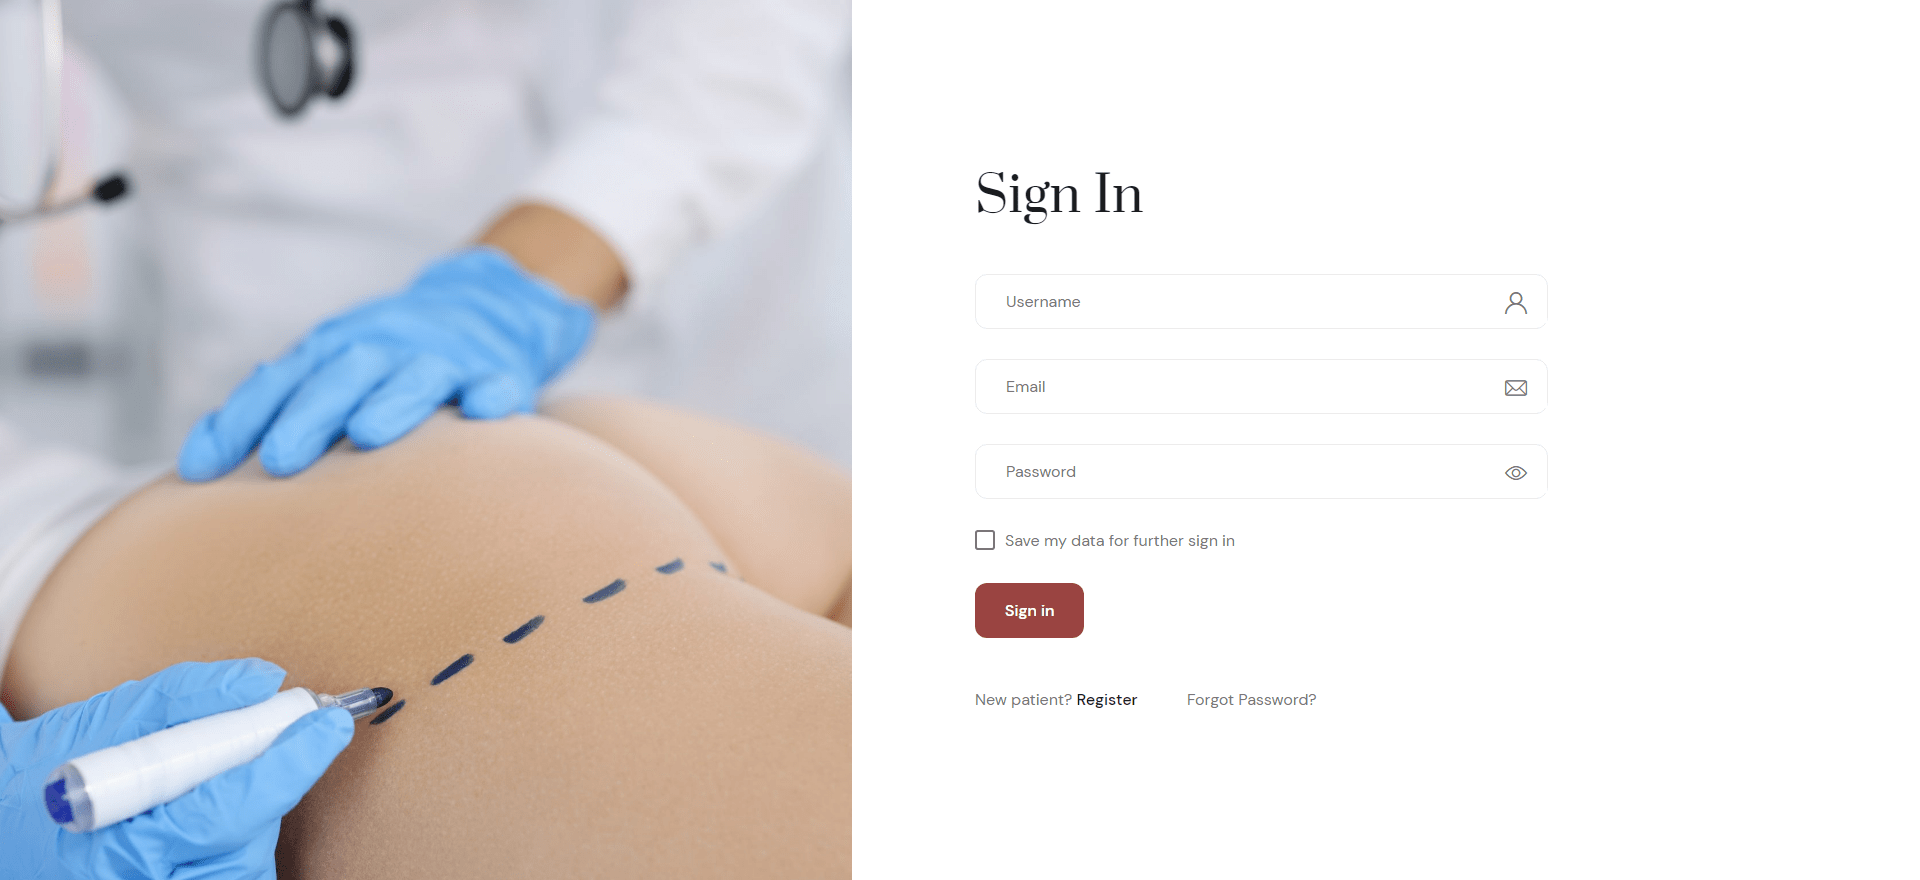 Sign In
Username
Email
Password
Save my data for further sign in
Sign in
New patient? Register
Forgot Password?